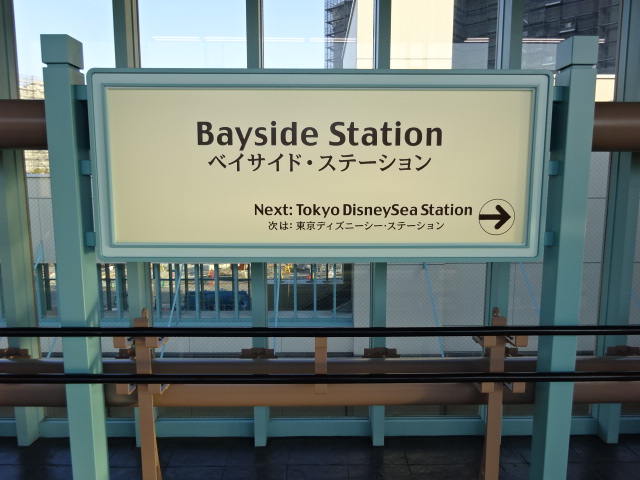 Bayside Station
ベイサイド・ステーション
Next: Tokyo DisneySea Station
次は：東京ディズニーシー・ステーション